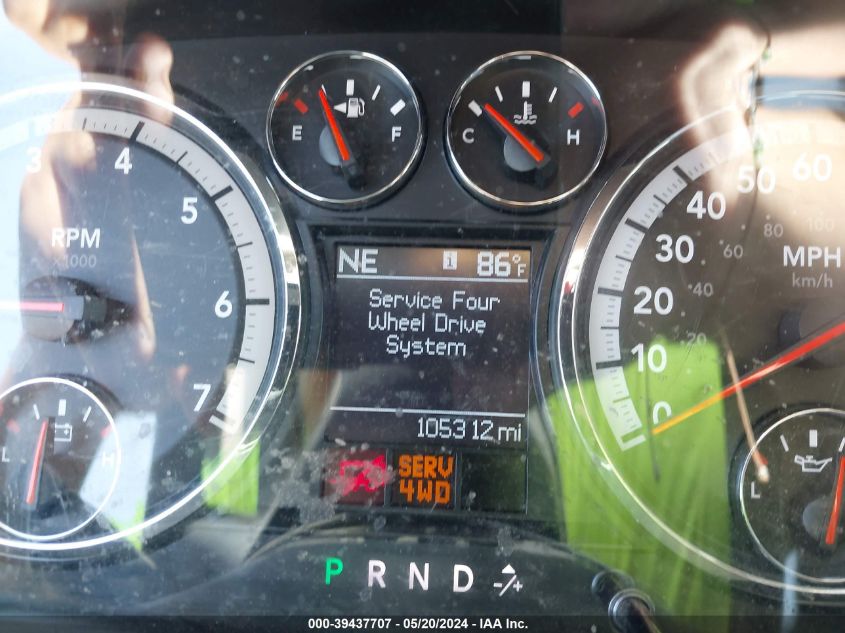 E F
C H
3 4 5 6 7
RPM
x1000
NE i 86°F
Service Four
Wheel Drive
System
105312 mi
SERV
4WD
P R N D -/+
0 10 20 30 40 50 60
20 40 60 80 100
MPH
km/h
L H
L
000-39437707 - 05/20/2024 - IAA Inc.